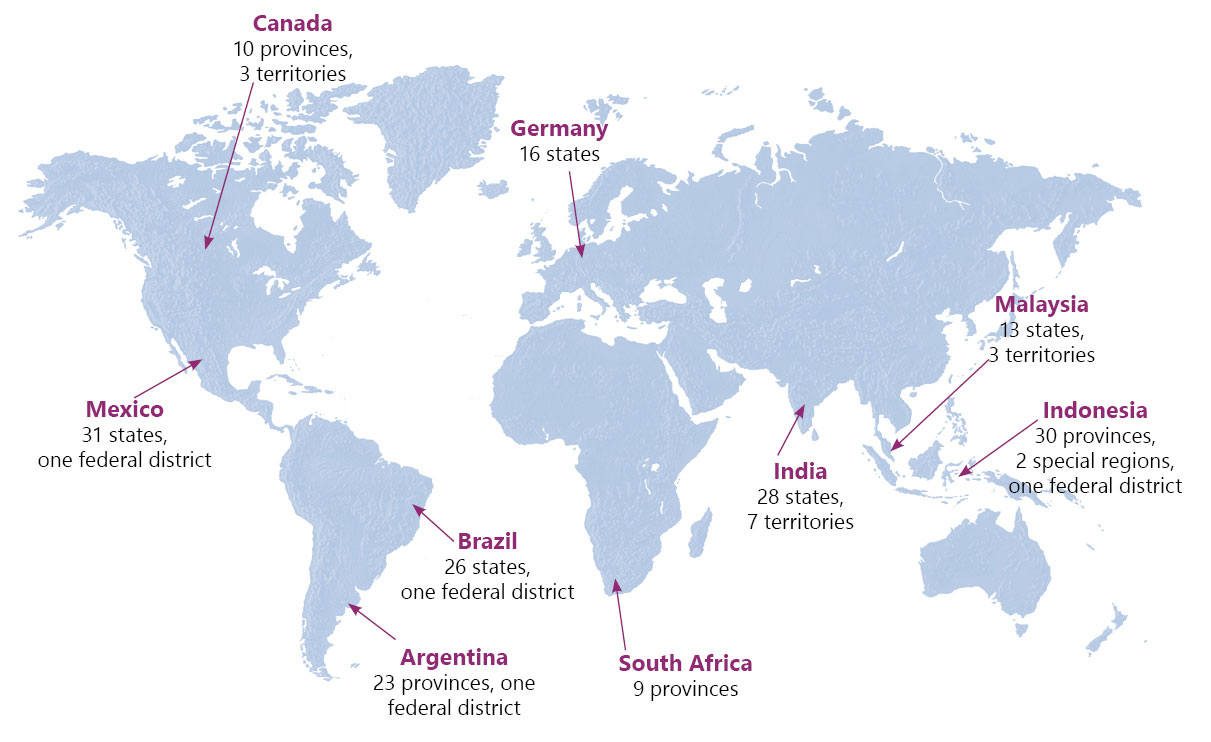 Canada
10 provinces,
3 territories
Germany
16 states
Malaysia
13 states,
3 territories
Mexico
31 states,
one federal district
Indonesia
30 provinces,
2 special regions,
one federal district
India
28 states,
7 territories
Brazil
26 states,
one federal district
Argentina
23 provinces, one
federal district
South Africa
9 provinces